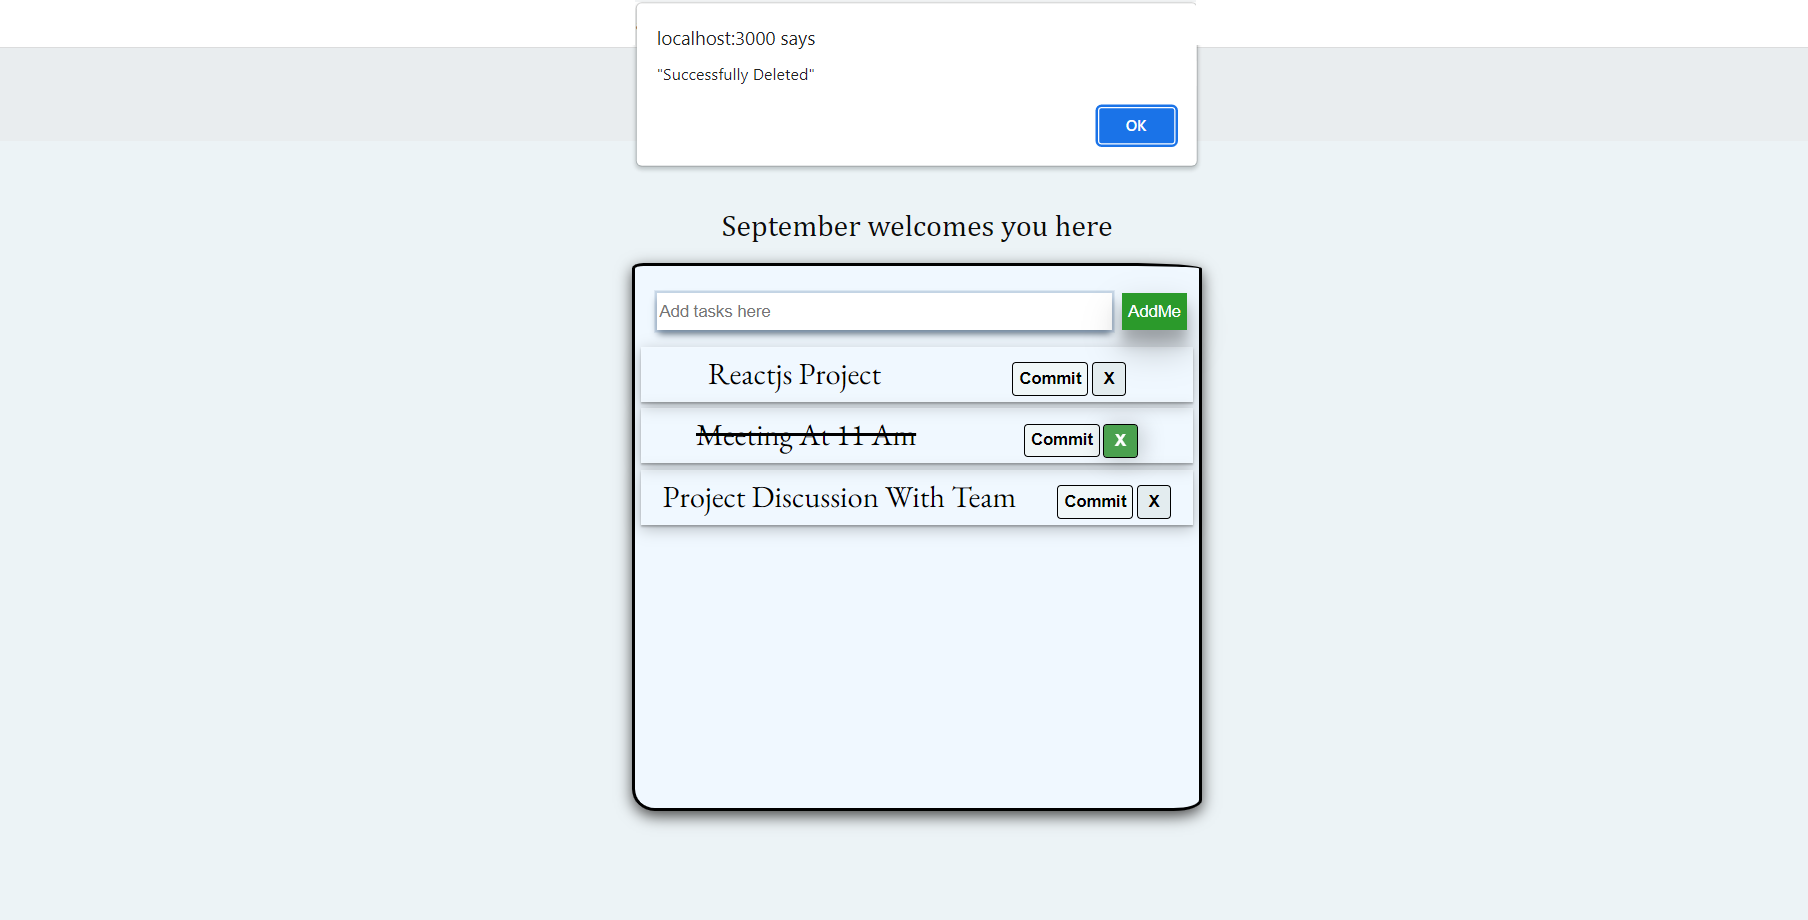 localhost:3000 says
"Successfully Deleted"
OK
September welcomes you here
Add tasks here AddMe
Reactjs Project Commit X
Meeting At 11 Am Commit X
Project Discussion With Team Commit X